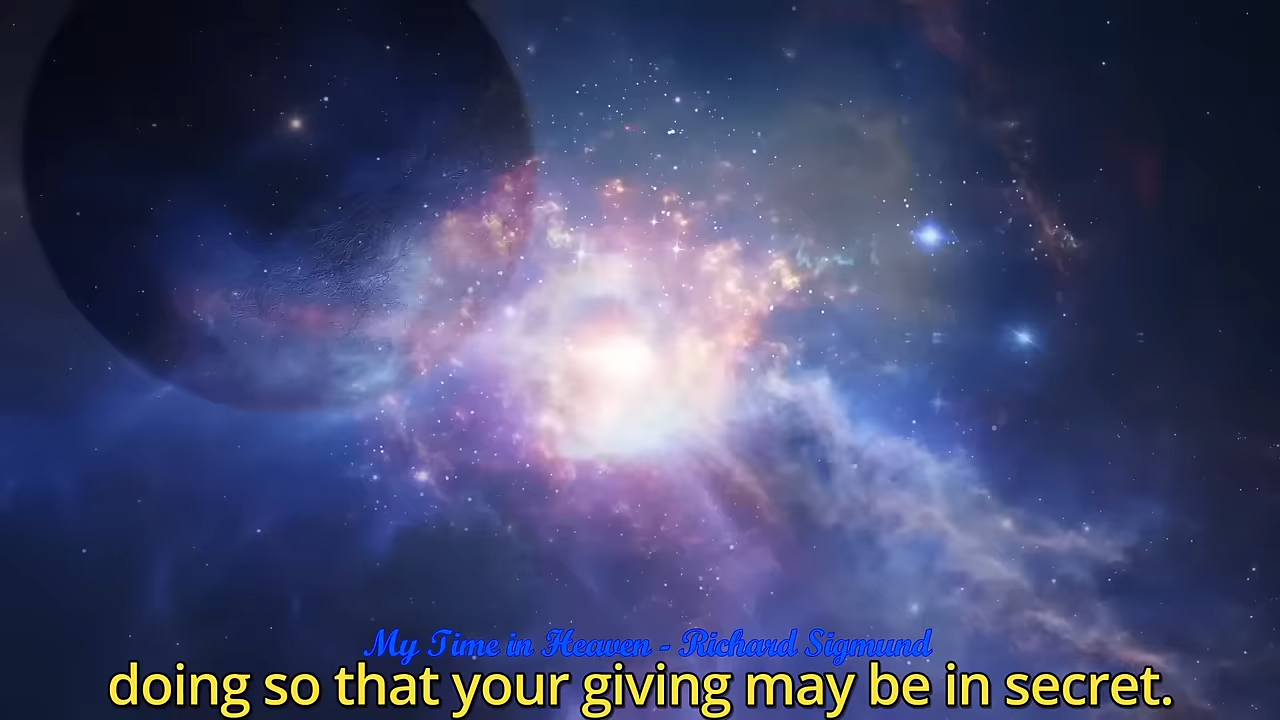 My Time in Heaven - Richard Sigmund
doing so that your giving may be in secret.